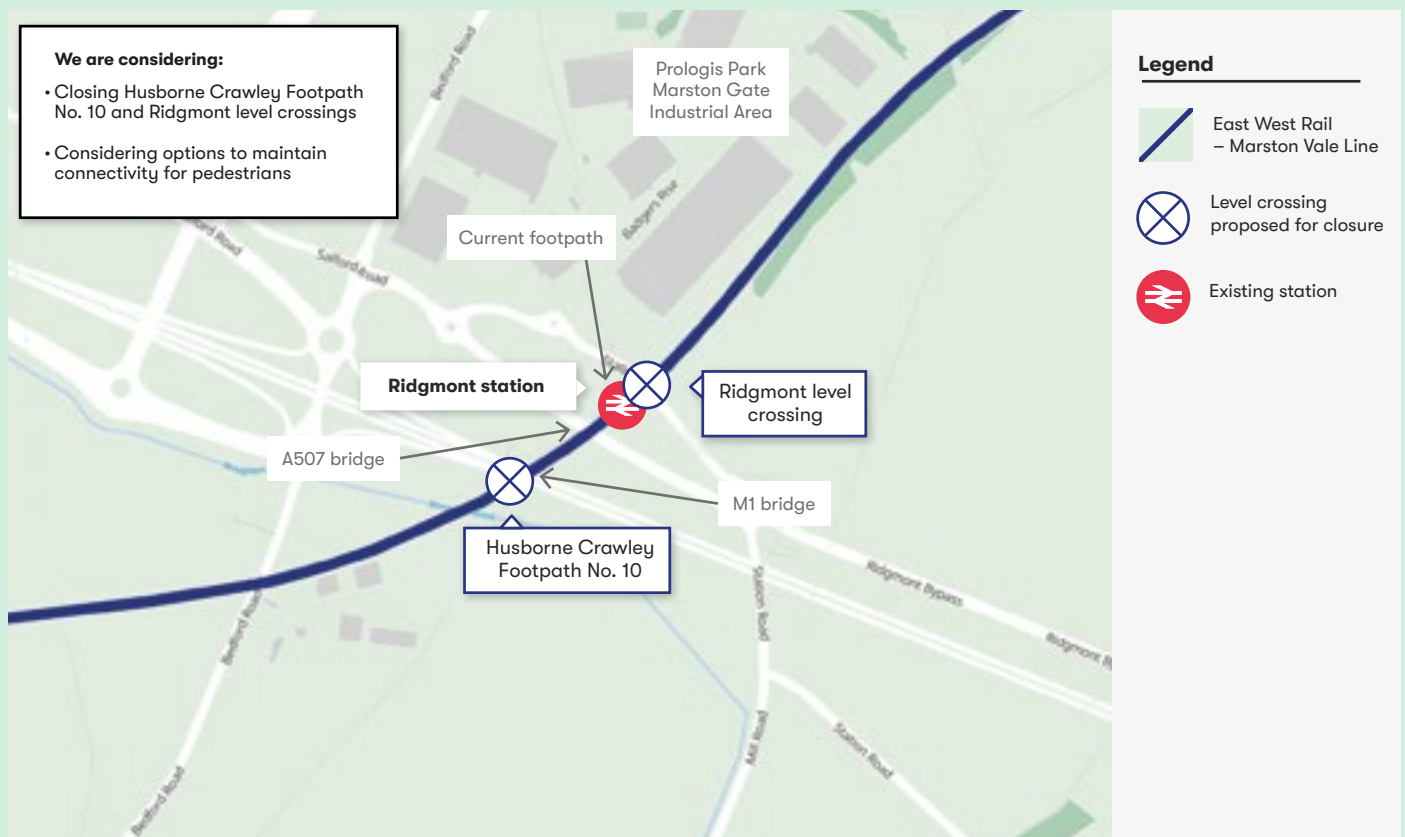 We are considering:
• Closing Husborne Crawley Footpath
No. 10 and Ridgmont level crossings
• Considering options to maintain
connectivity for pedestrians
Bedford Road
Prologis Park
Marston Gate
Industrial Area
Legend
East West Rail
– Marston Vale Line
Level crossing
proposed for closure
Existing station
Current footpath
Badgers Rise
Salford Road
Ridgmont station
Ridgmont level
crossing
A507 bridge
M1 bridge
Husborne Crawley
Footpath No. 10
Ridgmont Bypass
Station Road
Bedford Road
Ridgmont B
Mill Road
Station Road
Bedford Road